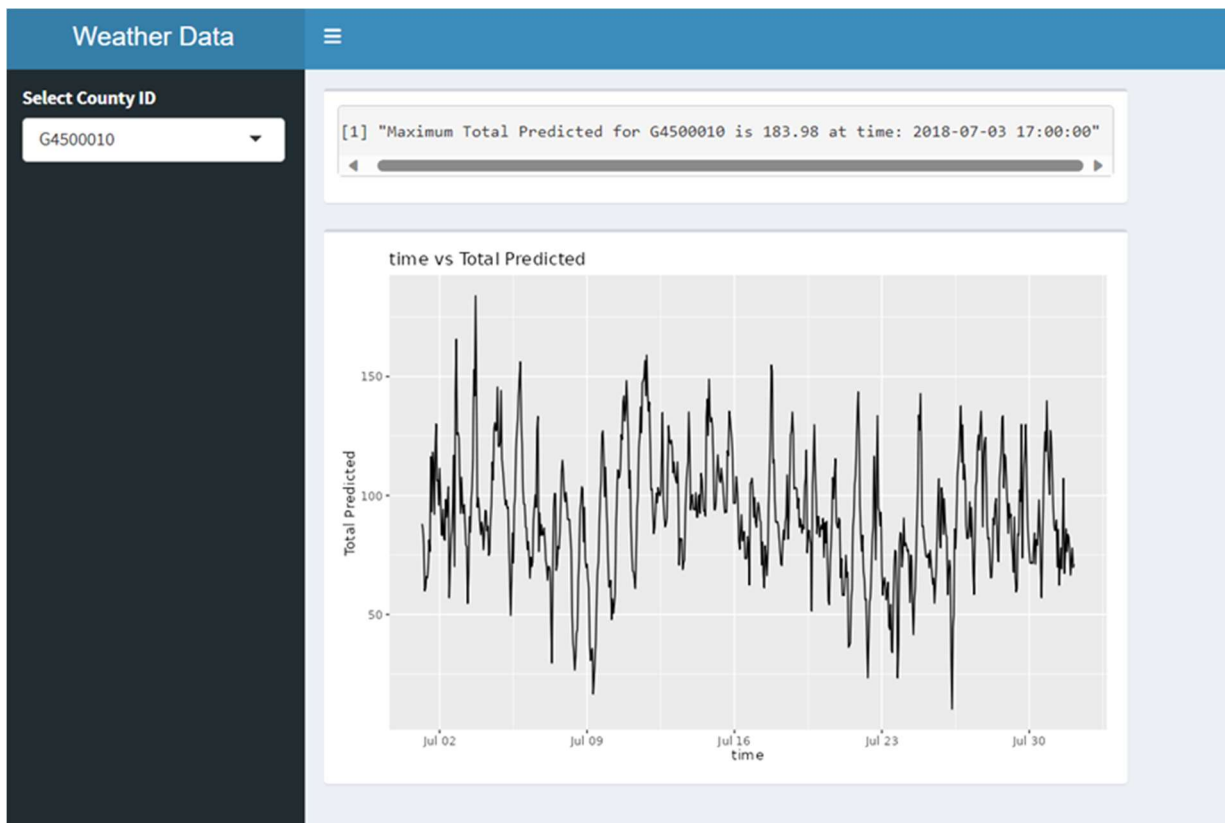 Weather Data
Select County ID
G4500010
[1] "Maximum Total Predicted for G4500010 is 183.98 at time: 2018-07-03 17:00:00"
time vs Total Predicted
Total Predicted
150
100
50
Jul 02 Jul 09 Jul 16 Jul 23 Jul 30
time